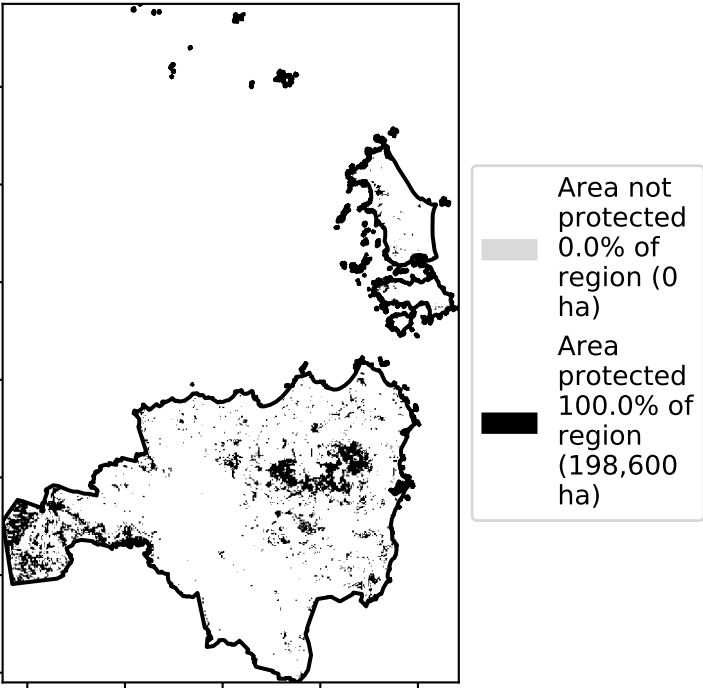 Area not
protected
0.0% of
region (0
ha)
Area
protected
100.0% of
region
(198,600
ha)